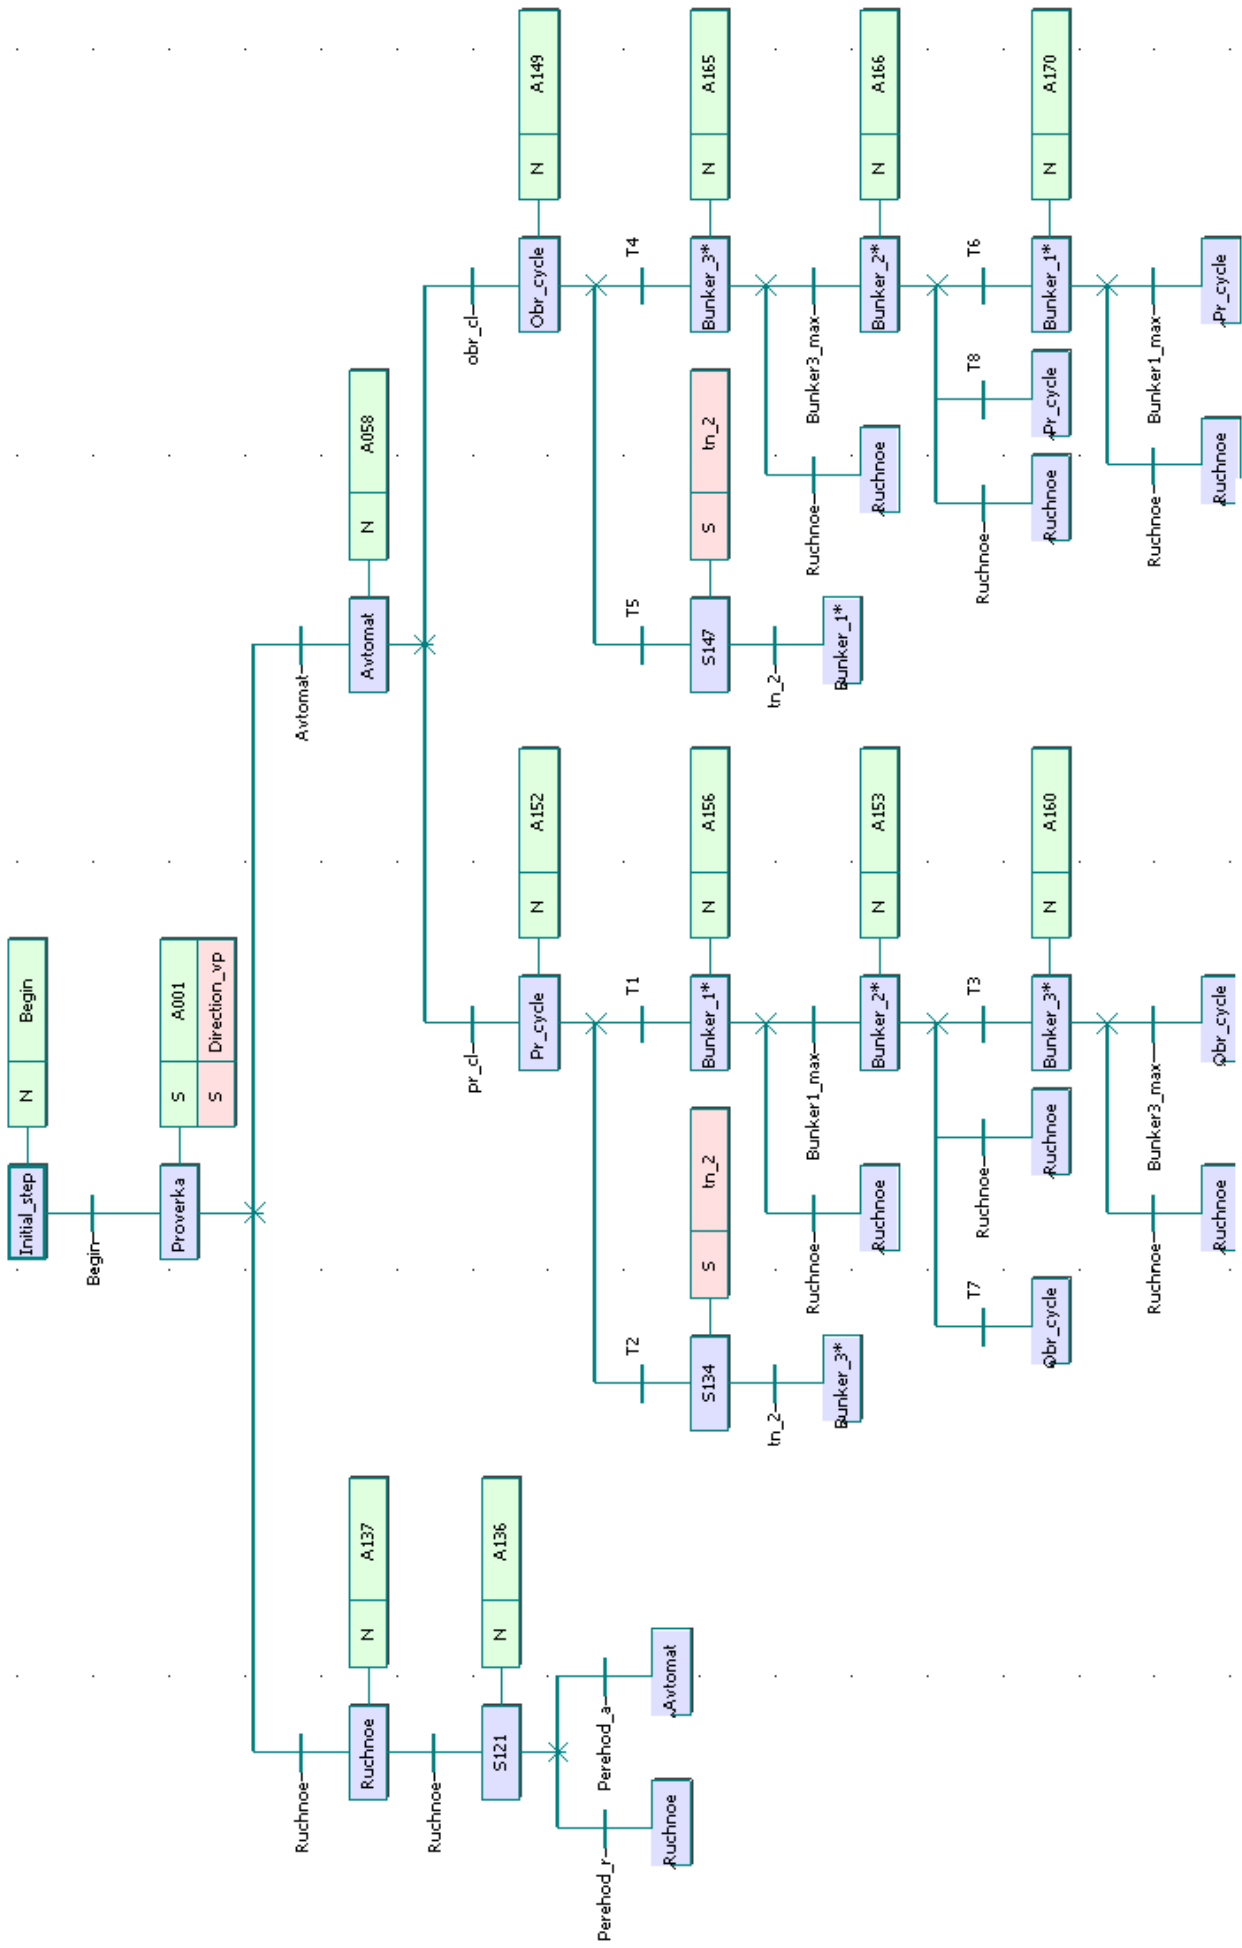 Initial_step
N
Begin
Begin
Proverka
S
A001
S
Direction_vp
Ruchnoe
Avtomat
Ruchnoe
N
A137
Avtomat
N
A058
Ruchnoe
pr_cl
obr_cl
S121
N
A136
Pr_cycle
N
A152
Obr_cycle
N
A149
Perehod_r
Perehod_a
T2
T1
T5
T4
Ruchnoe
Avtomat
S134
S
tn_2
Bunker_1*
N
A156
S147
S
tn_2
Bunker_3*
N
A165
tn_2
Ruchnoe
Bunker1_max
tn_2
Ruchnoe
Bunker3_max
Bunker_3*
Ruchnoe
Bunker_2*
N
A153
Bunker_1*
Ruchnoe
Bunker_2*
N
A166
T7
Ruchnoe
T3
Ruchnoe
T8
T6
Obr_cycle
Ruchnoe
Bunker_3*
N
A160
Ruchnoe
Pr_cycle
Bunker_1*
N
A170
Ruchnoe
Bunker3_max
Ruchnoe
Bunker1_max
Ruchnoe
Obr_cycle
Ruchnoe
Pr_cycle